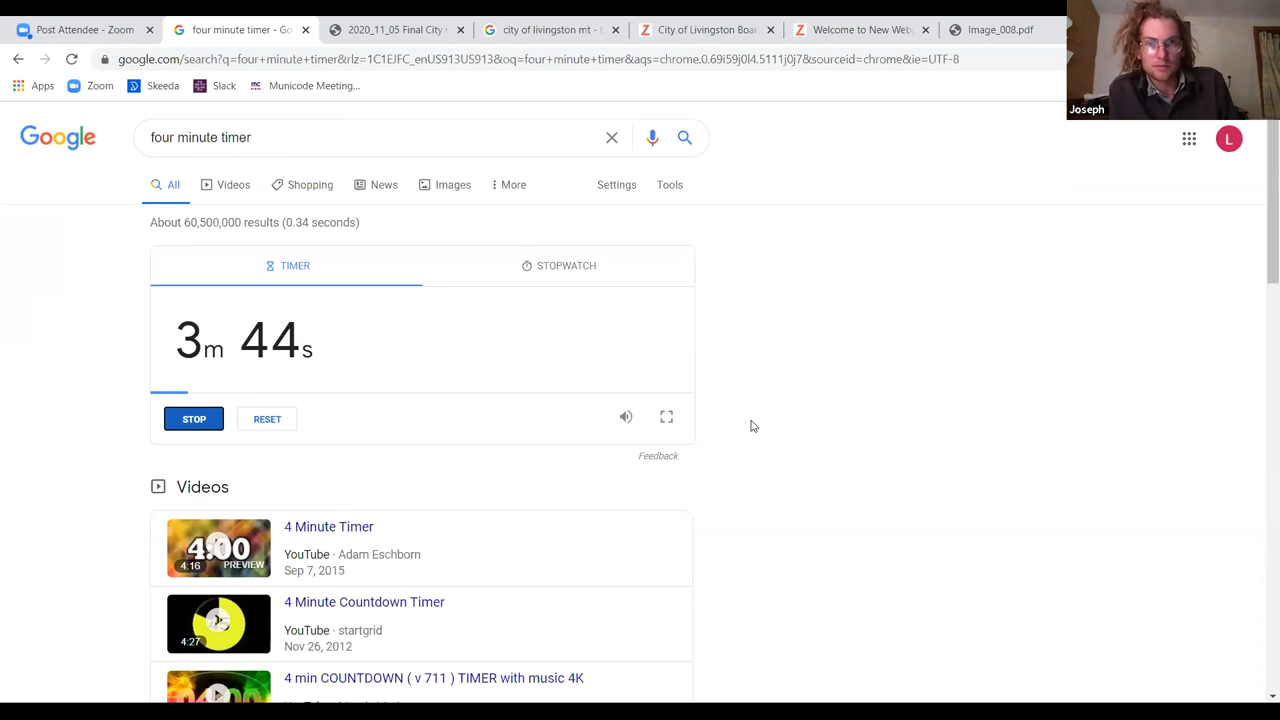 Post Attendee - Zoom
four minute timer - Go
2020_11_05 Final City
city of livingston mt -
City of Livingston Boa
Welcome to New Web
Image_008.pdf
google.com/search?q=four+minute+timer&rlz=1C1EJFC_enUS913US913&oq=four+minute+timer&aqs=chrome.0.69i59j0l4.5111j0j7&sourceid=chrome&ie=UTF-8
Apps
Zoom
Skeeda
Slack
Municode Meeting...
Joseph
Google
four minute timer
L
All
Videos
Shopping
News
Images
More
Settings
Tools
About 60,500,000 results (0.34 seconds)
TIMER
STOPWATCH
3m 44s
STOP
RESET
Feedback
Videos
4:00
PREVIEW
4:16
4 Minute Timer
YouTube · Adam Eschborn
Sep 7, 2015
4:27
4 Minute Countdown Timer
YouTube · startgrid
Nov 26, 2012
4 min COUNTDOWN ( v 711 ) TIMER with music 4K